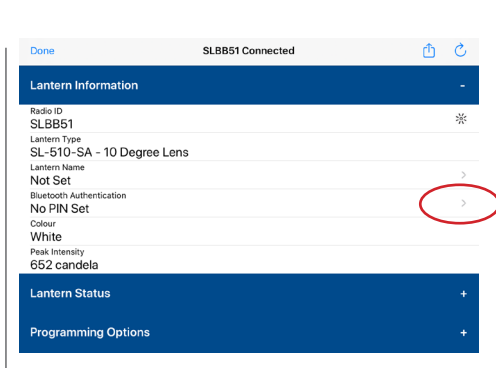 Done SLBB51 Connected
Lantern Information -
Radio ID
SLBB51
Lantern Type
SL-510-SA - 10 Degree Lens
Lantern Name
Not Set
Bluetooth Authentication
No PIN Set
Colour
White
Peak Intensity
652 candela
Lantern Status +
Programming Options +